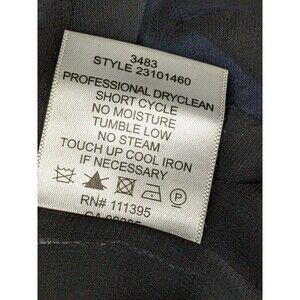 3483
STYLE 23101460
PROFESSIONAL DRYCLEAN
SHORT CYCLE
NO MOISTURE
TUMBLE LOW
NO STEAM
TOUCH UP COOL IRON
IF NECESSARY
P
RN# 111395